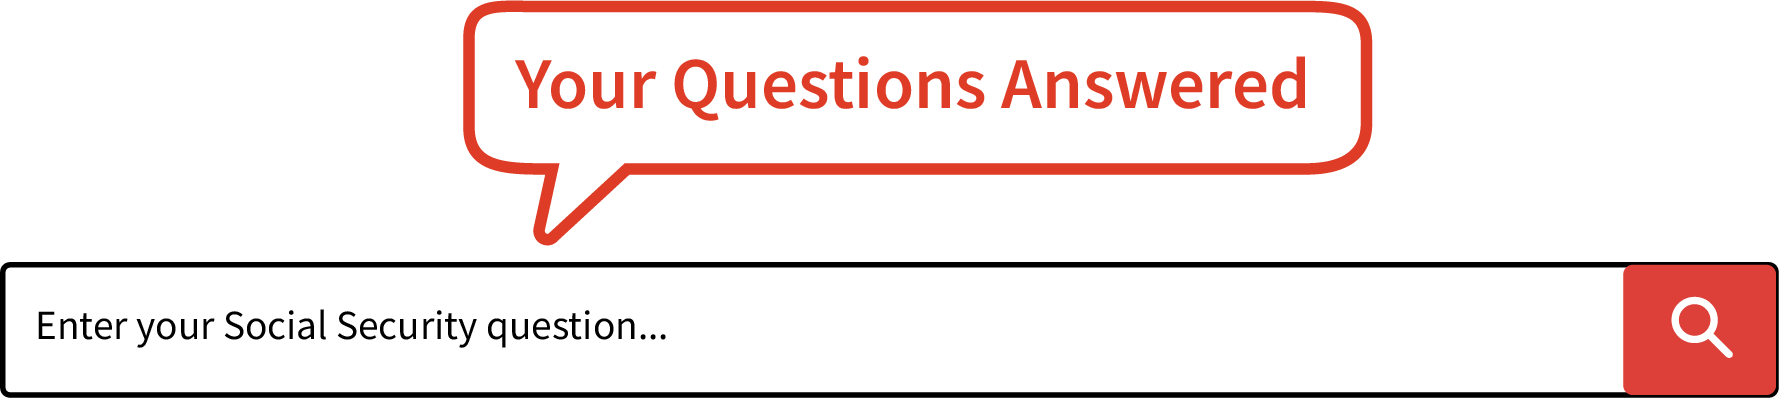 Your Questions Answered
Enter your Social Security question...